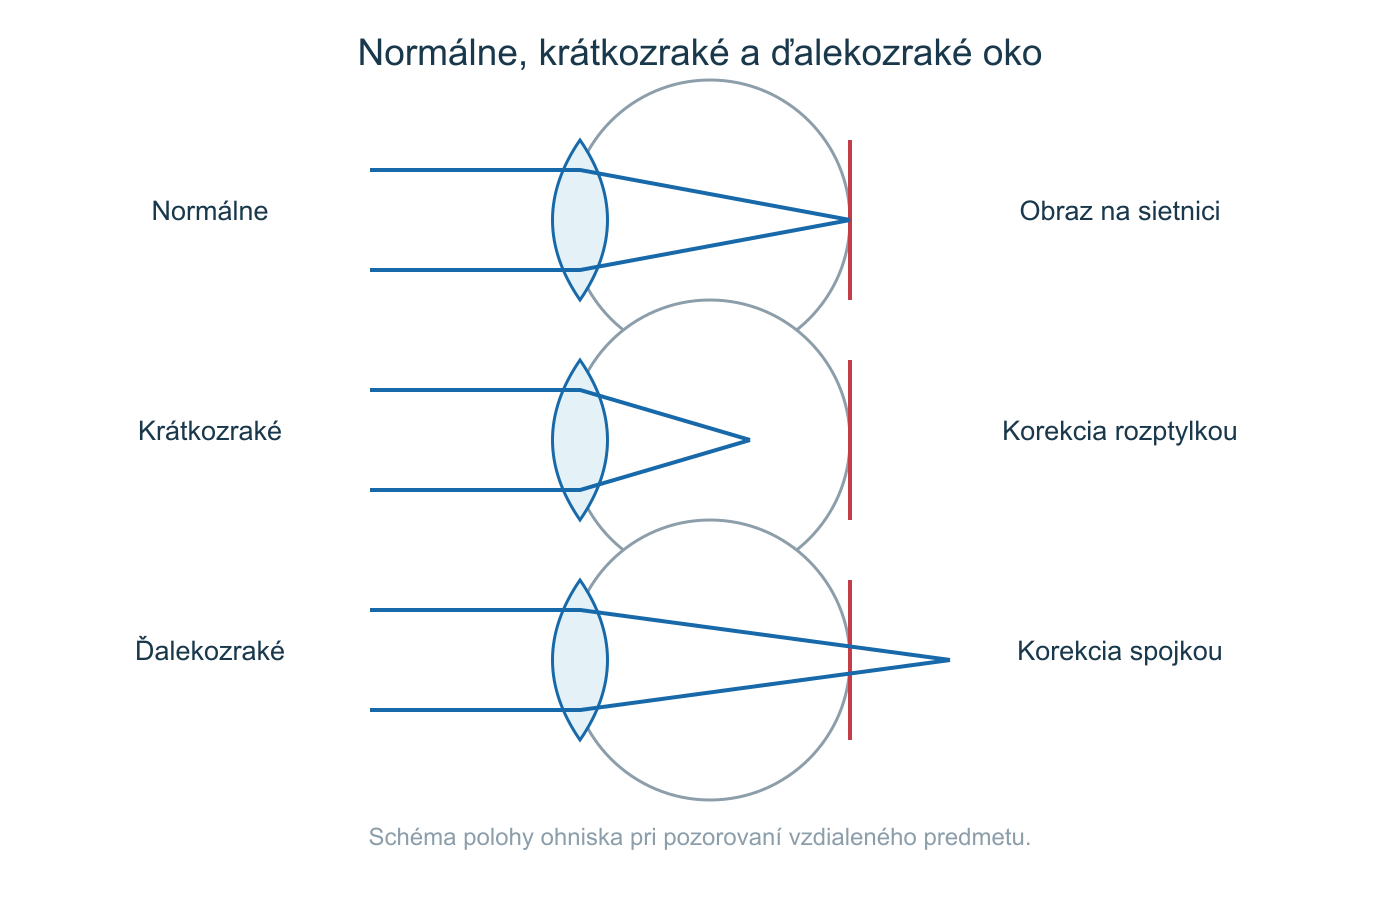 Normálne, krátkozraké a ďalekozraké oko
Normálne
Obraz na sietnici
Krátkozraké
Korekcia rozptylkou
Ďalekozraké
Korekcia spojkou
Schéma polohy ohniska pri pozorovaní vzdialeného predmetu.